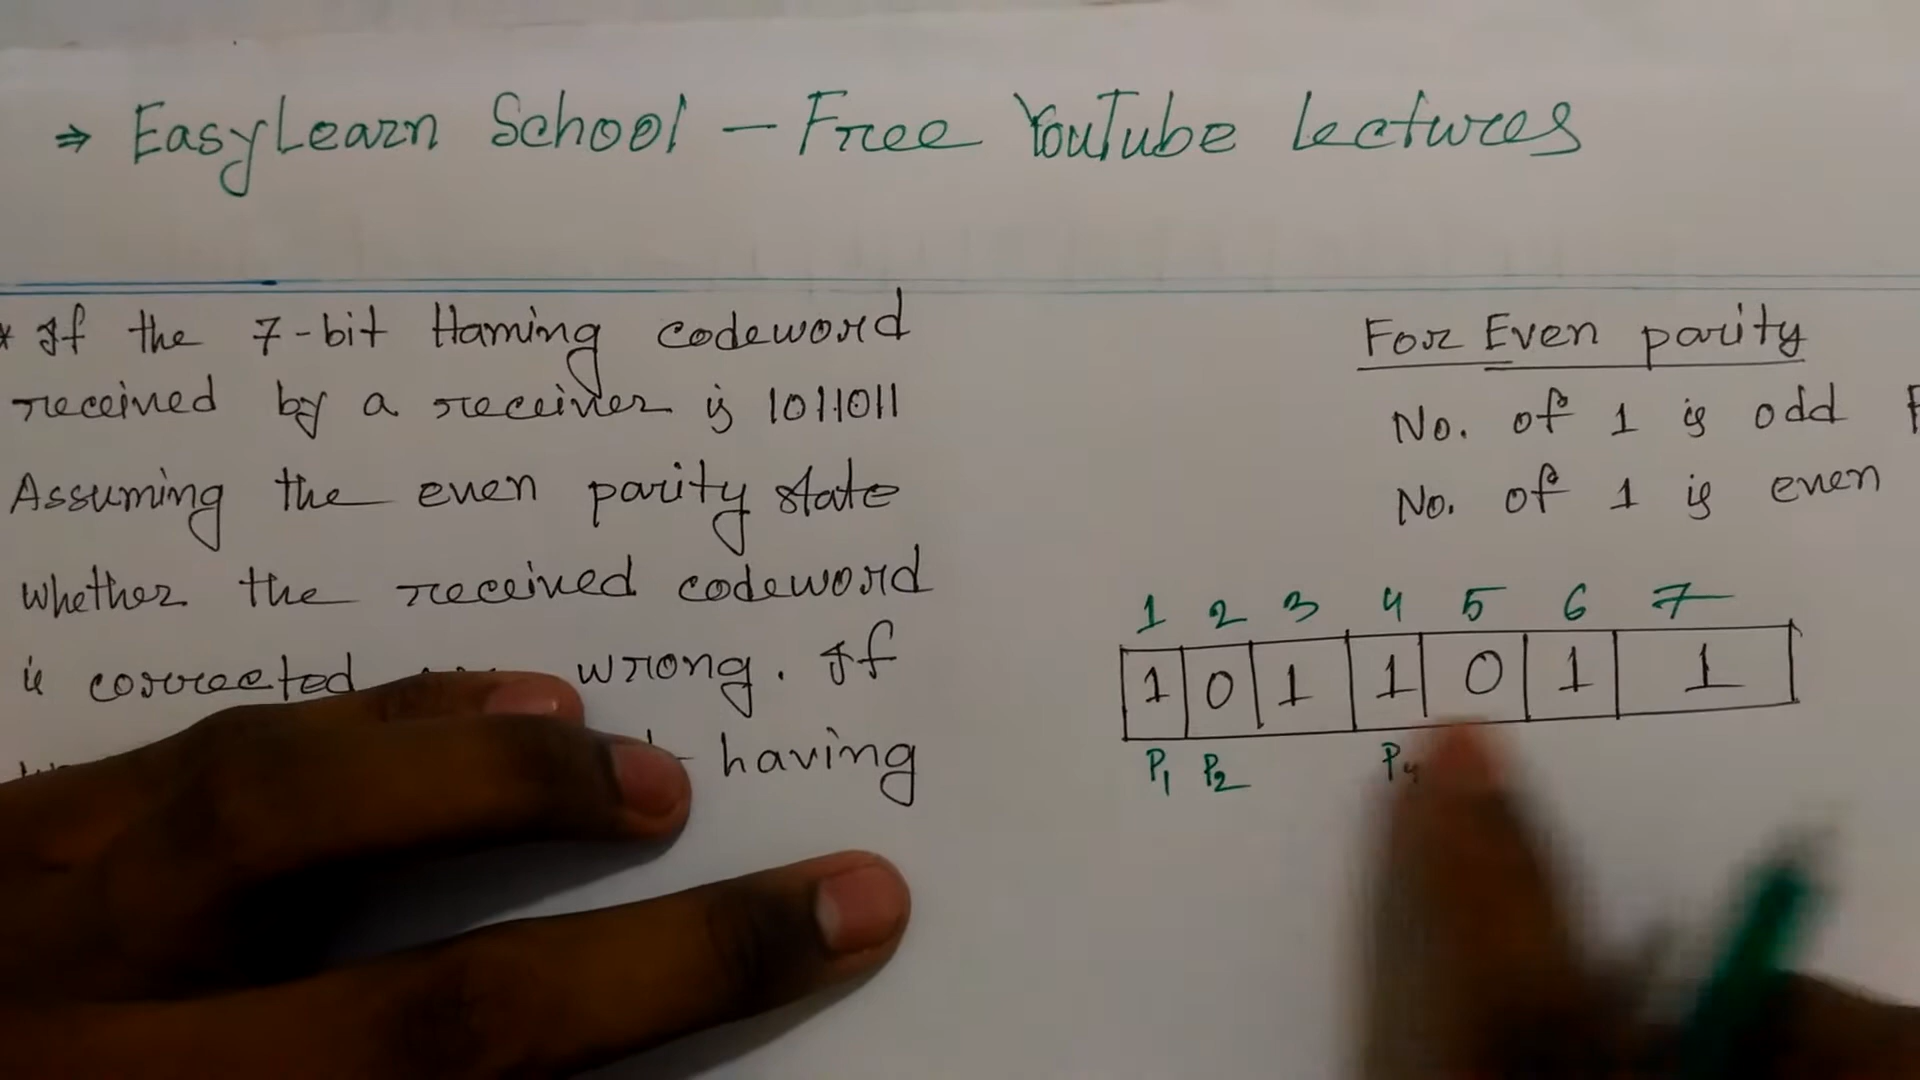 ⇒ EasyLearn School – Free YouTube Lectures
* If the 7-bit Haming codeword
received by a receiver is 1011011
Assuming the even parity state
whether the received codeword
is corrected wrong. If
having
For Even parity
No. of 1 is odd
No. of 1 is even
1 2 3 4 5 6 7
1 0 1 1 0 1 1
P1 P2 P4